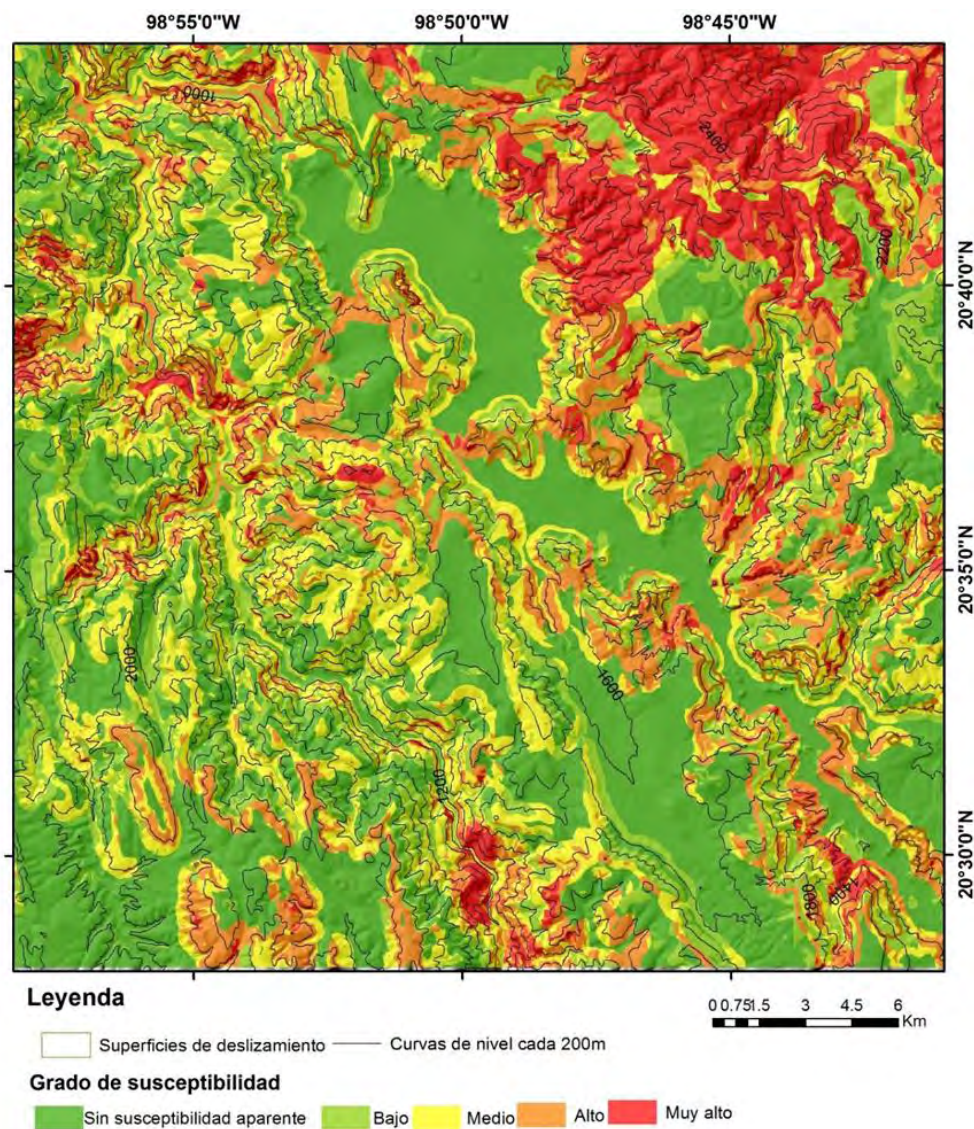 98°55'0"W 98°50'0"W 98°45'0"W
1000
2400
2200
20°40'0"N
20°35'0"N
2000
1600
1200
20°30'0"N
1800
1400
Leyenda
0 0.75 1.5 3 4.5 6
Km
Superficies de deslizamiento Curvas de nivel cada 200m
Grado de susceptibilidad
Sin susceptibilidad aparente Bajo Medio Alto Muy alto